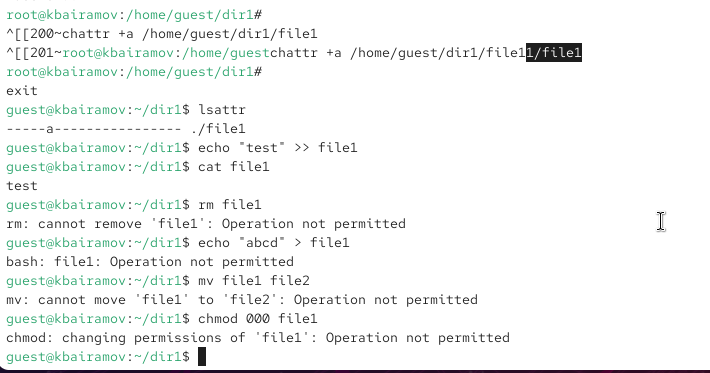 root@kbairamov:/home/guest/dir1#
^[[200~chattr +a /home/guest/dir1/file1
^[[201~root@kbairamov:/home/guestchattr +a /home/guest/dir1/file11/file1
root@kbairamov:/home/guest/dir1#
exit
guest@kbairamov:~/dir1$ lsattr
-----a---------------- ./file1
guest@kbairamov:~/dir1$ echo "test" >> file1
guest@kbairamov:~/dir1$ cat file1
test
guest@kbairamov:~/dir1$ rm file1
rm: cannot remove 'file1': Operation not permitted
guest@kbairamov:~/dir1$ echo "abcd" > file1
bash: file1: Operation not permitted
guest@kbairamov:~/dir1$ mv file1 file2
mv: cannot move 'file1' to 'file2': Operation not permitted
guest@kbairamov:~/dir1$ chmod 000 file1
chmod: changing permissions of 'file1': Operation not permitted
guest@kbairamov:~/dir1$